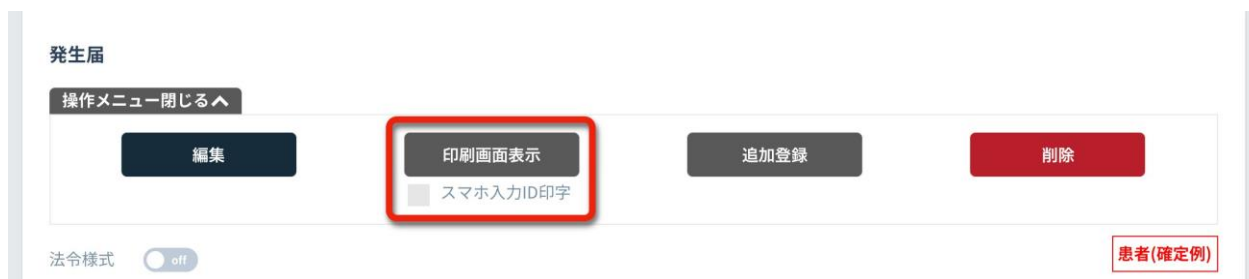 発生届
操作メニュー閉じる
編集
印刷画面表示
追加登録
削除
スマホ入力ID印字
法令様式
off
患者(確定例)